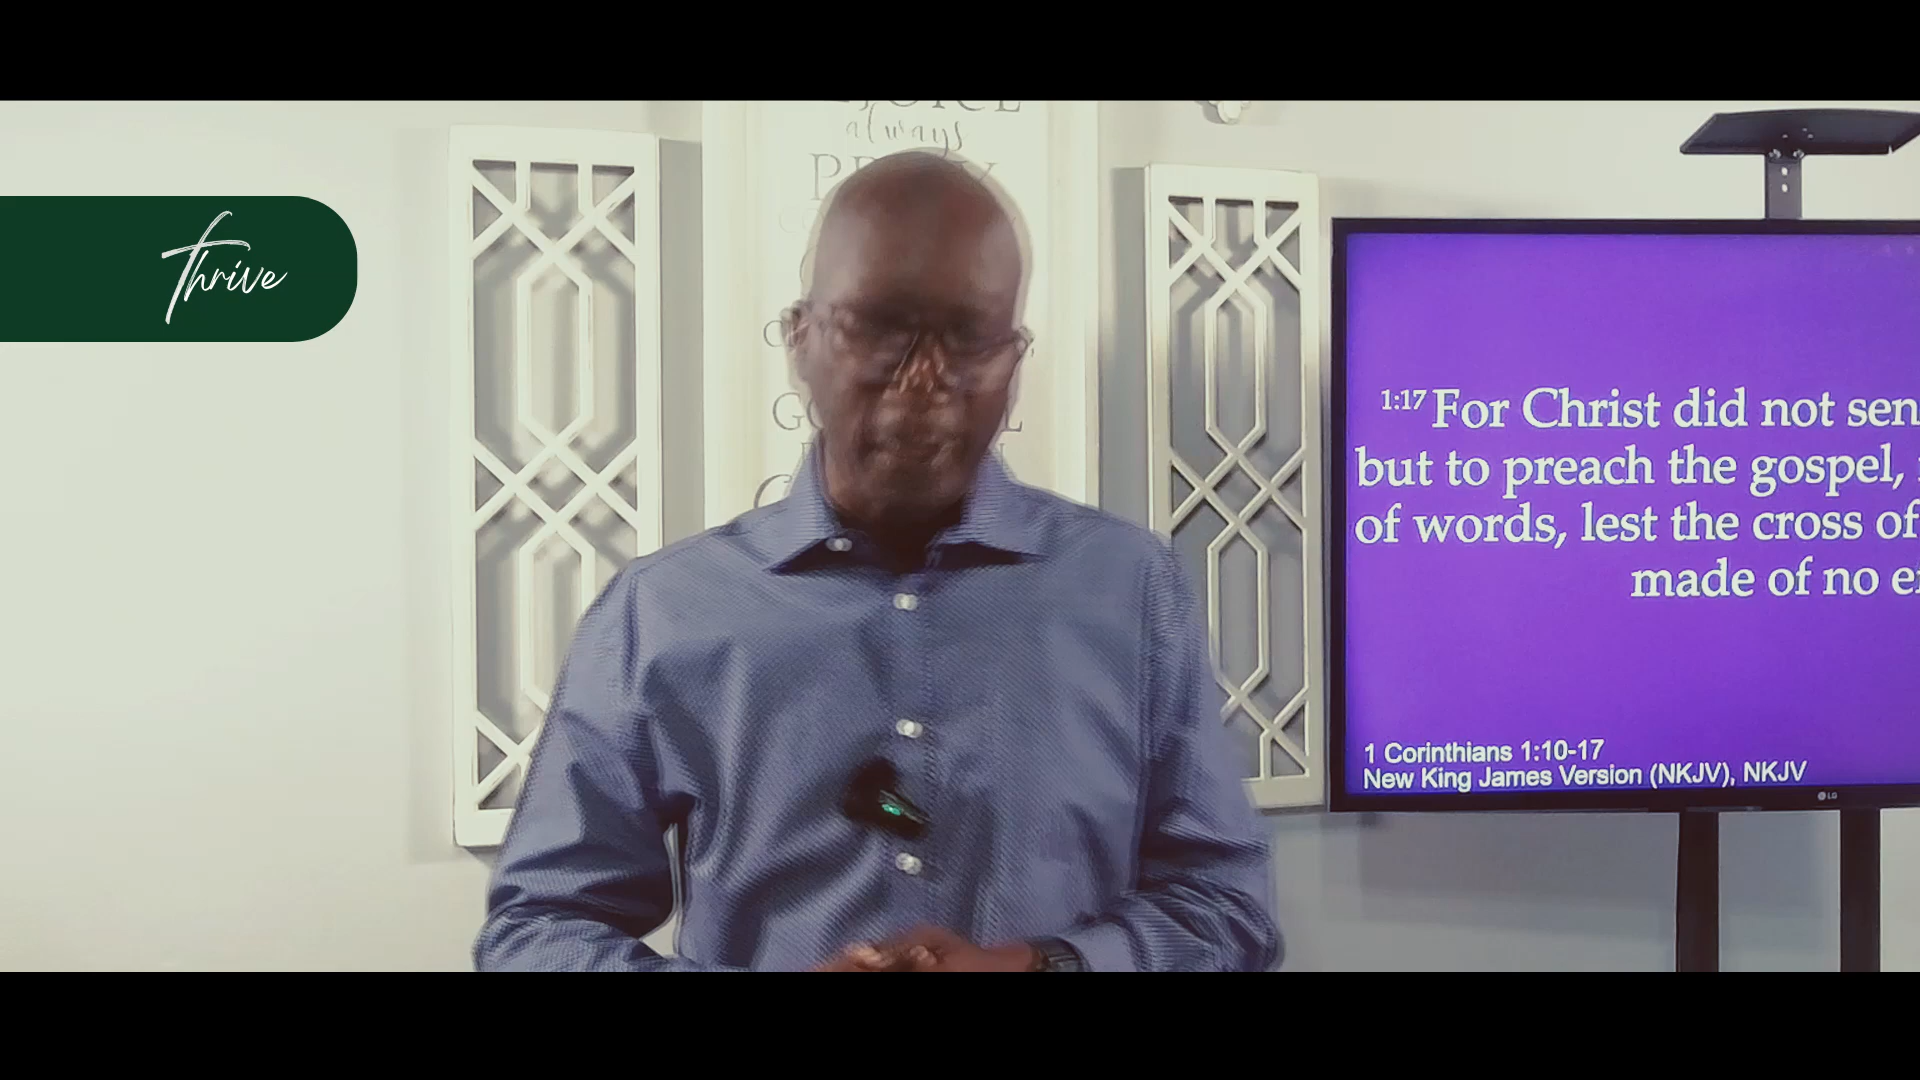 always
Thrive
1:17 For Christ did not sen
but to preach the gospel,
of words, lest the cross of
made of no
1 Corinthians 1:10-17
New King James Version (NKJV), NKJV
LG